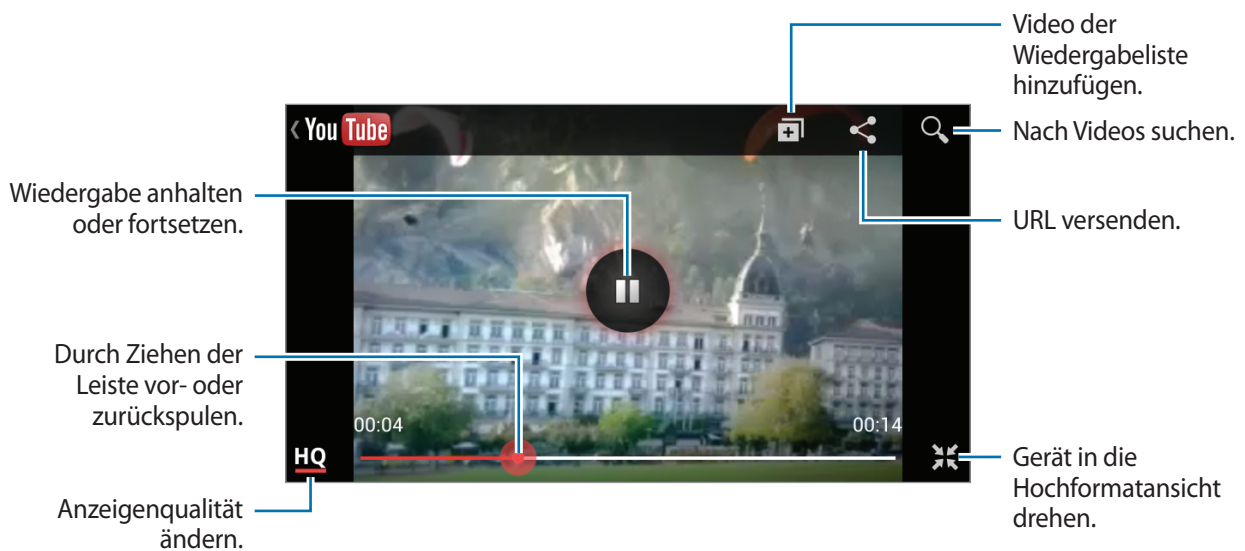 Video der
Wiedergabeliste
hinzufügen.
You Tube
Nach Videos suchen.
Wiedergabe anhalten
oder fortsetzen.
URL versenden.
Durch Ziehen der
Leiste vor- oder
zurückspulen.
00:04
00:14
HQ
Gerät in die
Hochformatansicht
drehen.
Anzeigenqualität
ändern.